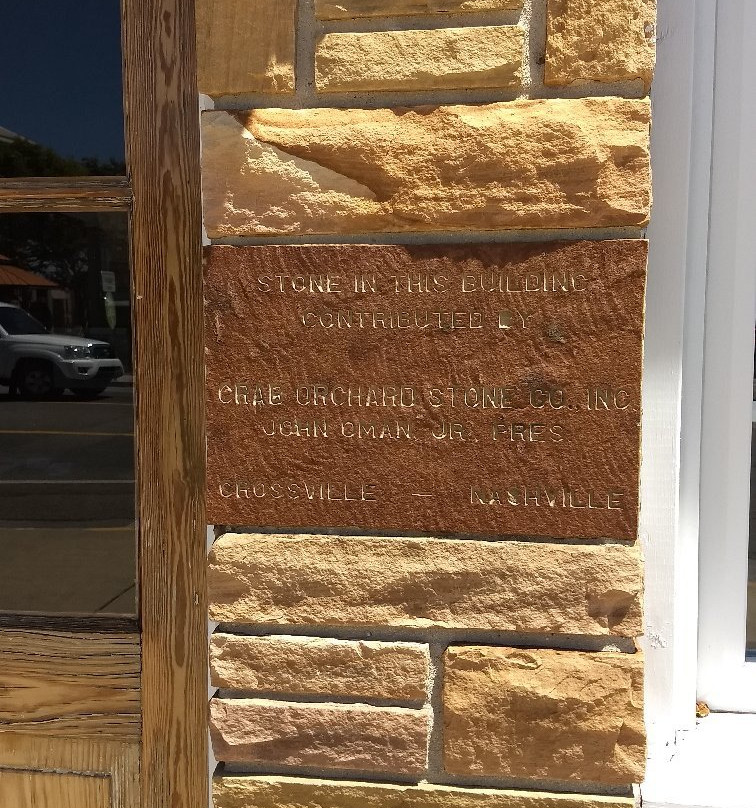 STONE IN THIS BUILDING
CONTRIBUTED BY
CRAB ORCHARD STONE CO., INC.
JOHN OMAN, JR., PRES.
CROSSVILLE — NASHVILLE